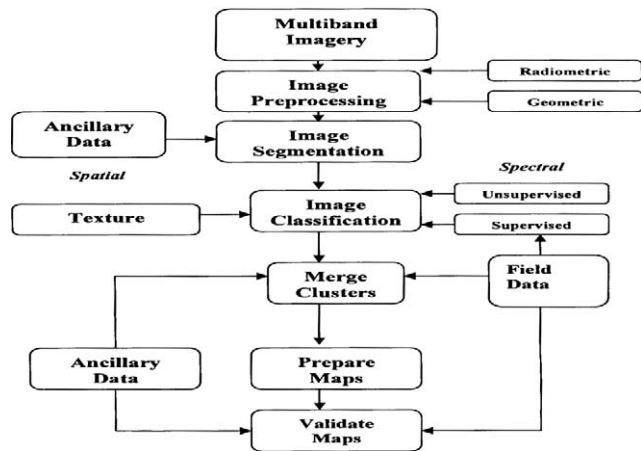 Multiband
Imagery
Image
Preprocessing
Radiometric
Geometric
Ancillary
Data
Image
Segmentation
Spatial
Spectral
Texture
Image
Classification
Unsupervised
Supervised
Merge
Clusters
Field
Data
Ancillary
Data
Prepare
Maps
Validate
Maps